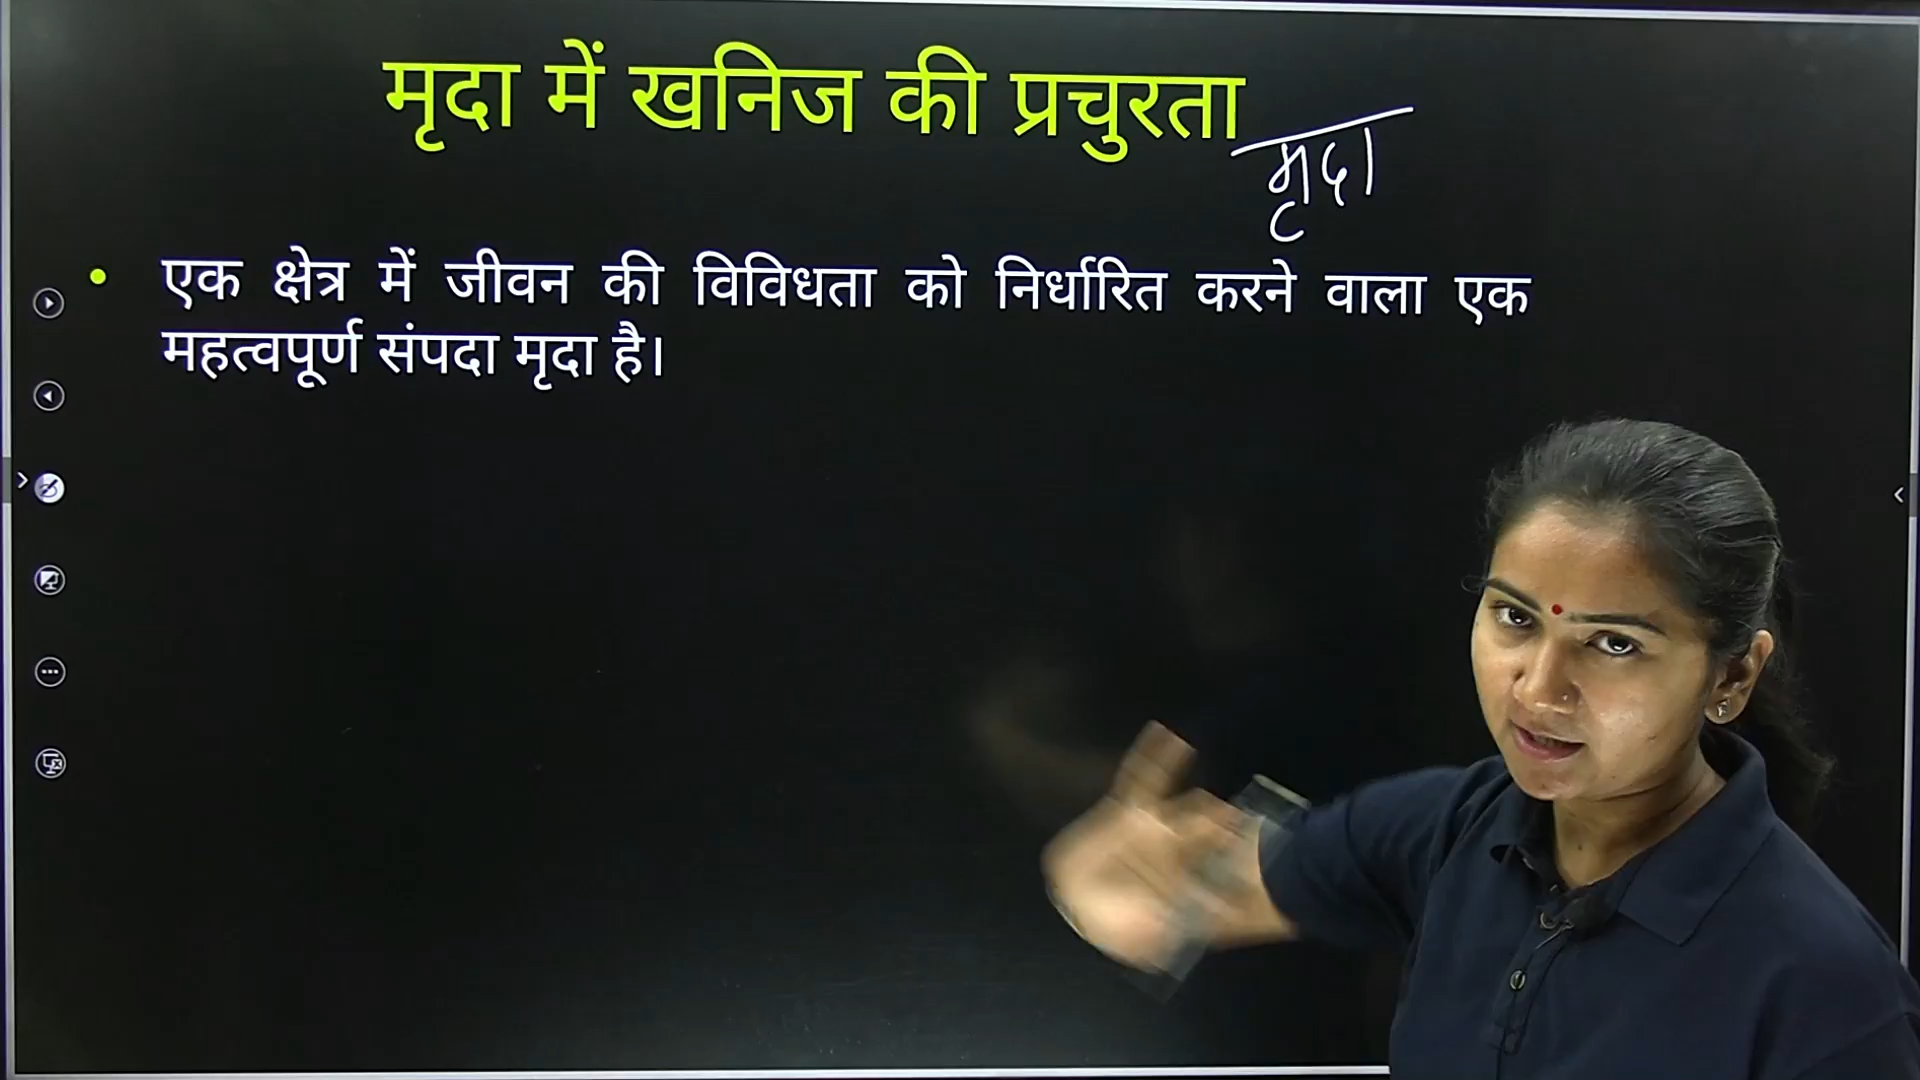 मृदा में खनिज की प्रचुरता
मृदा
एक क्षेत्र में जीवन की विविधता को निर्धारित करने वाला एक
महत्वपूर्ण संपदा मृदा है।